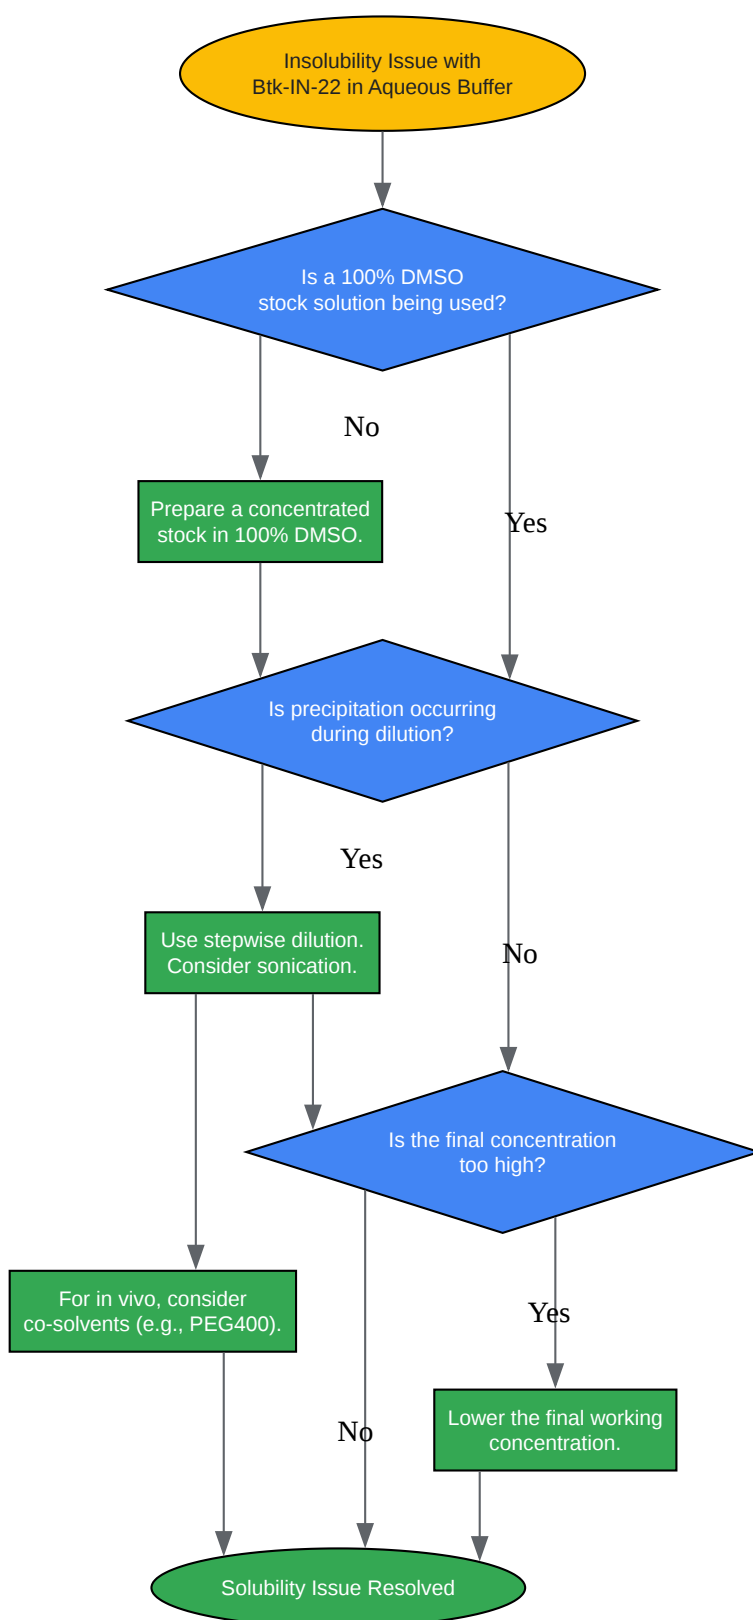 Insolubility Issue with
Btk-IN-22 in Aqueous Buffer
Is a 100% DMSO
stock solution being used?
No
Prepare a concentrated
stock in 100% DMSO.
Yes
Is precipitation occurring
during dilution?
Yes
Use stepwise dilution.
Consider sonication.
No
Is the final concentration
too high?
For in vivo, consider
co-solvents (e.g., PEG400).
Yes
Lower the final working
concentration.
No
Solubility Issue Resolved